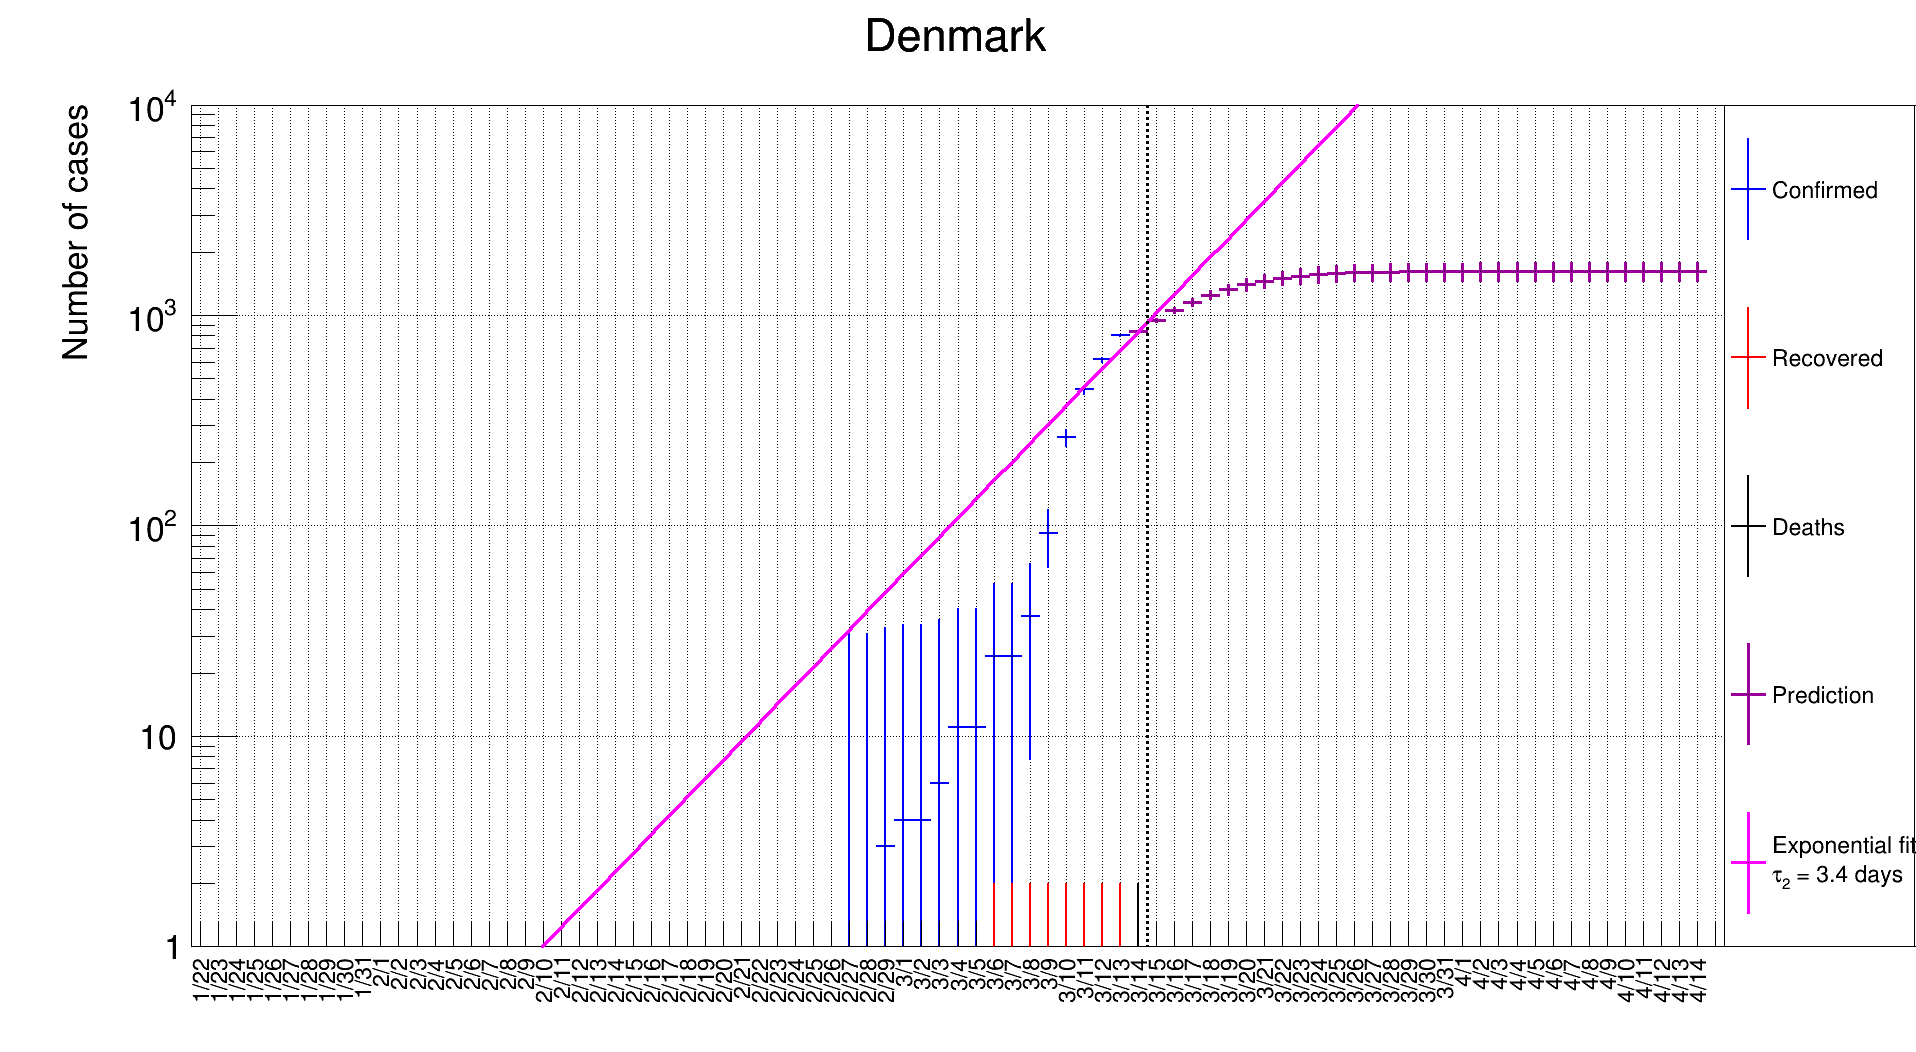 Denmark
Number of cases
10^4
10^3
10^2
10
1
1/22 1/23 1/24 1/25 1/26 1/27 1/28 1/29 1/30 1/31 2/1 2/2 2/3 2/4 2/5 2/6 2/7 2/8 2/9 2/10 2/11 2/12 2/13 2/14 2/15 2/16 2/17 2/18 2/19 2/20 2/21 2/22 2/23 2/24 2/25 2/26 2/27 2/28 2/29 3/1 3/2 3/3 3/4 3/5 3/6 3/7 3/8 3/9 3/10 3/11 3/12 3/13 3/14 3/15 3/16 3/17 3/18 3/19 3/20 3/21 3/22 3/23 3/24 3/25 3/26 3/27 3/28 3/29 3/30 3/31 4/1 4/2 4/3 4/4 4/5 4/6 4/7 4/8 4/9 4/10 4/11 4/12 4/13 4/14
Confirmed
Recovered
Deaths
Prediction
Exponential fit
τ₂ = 3.4 days